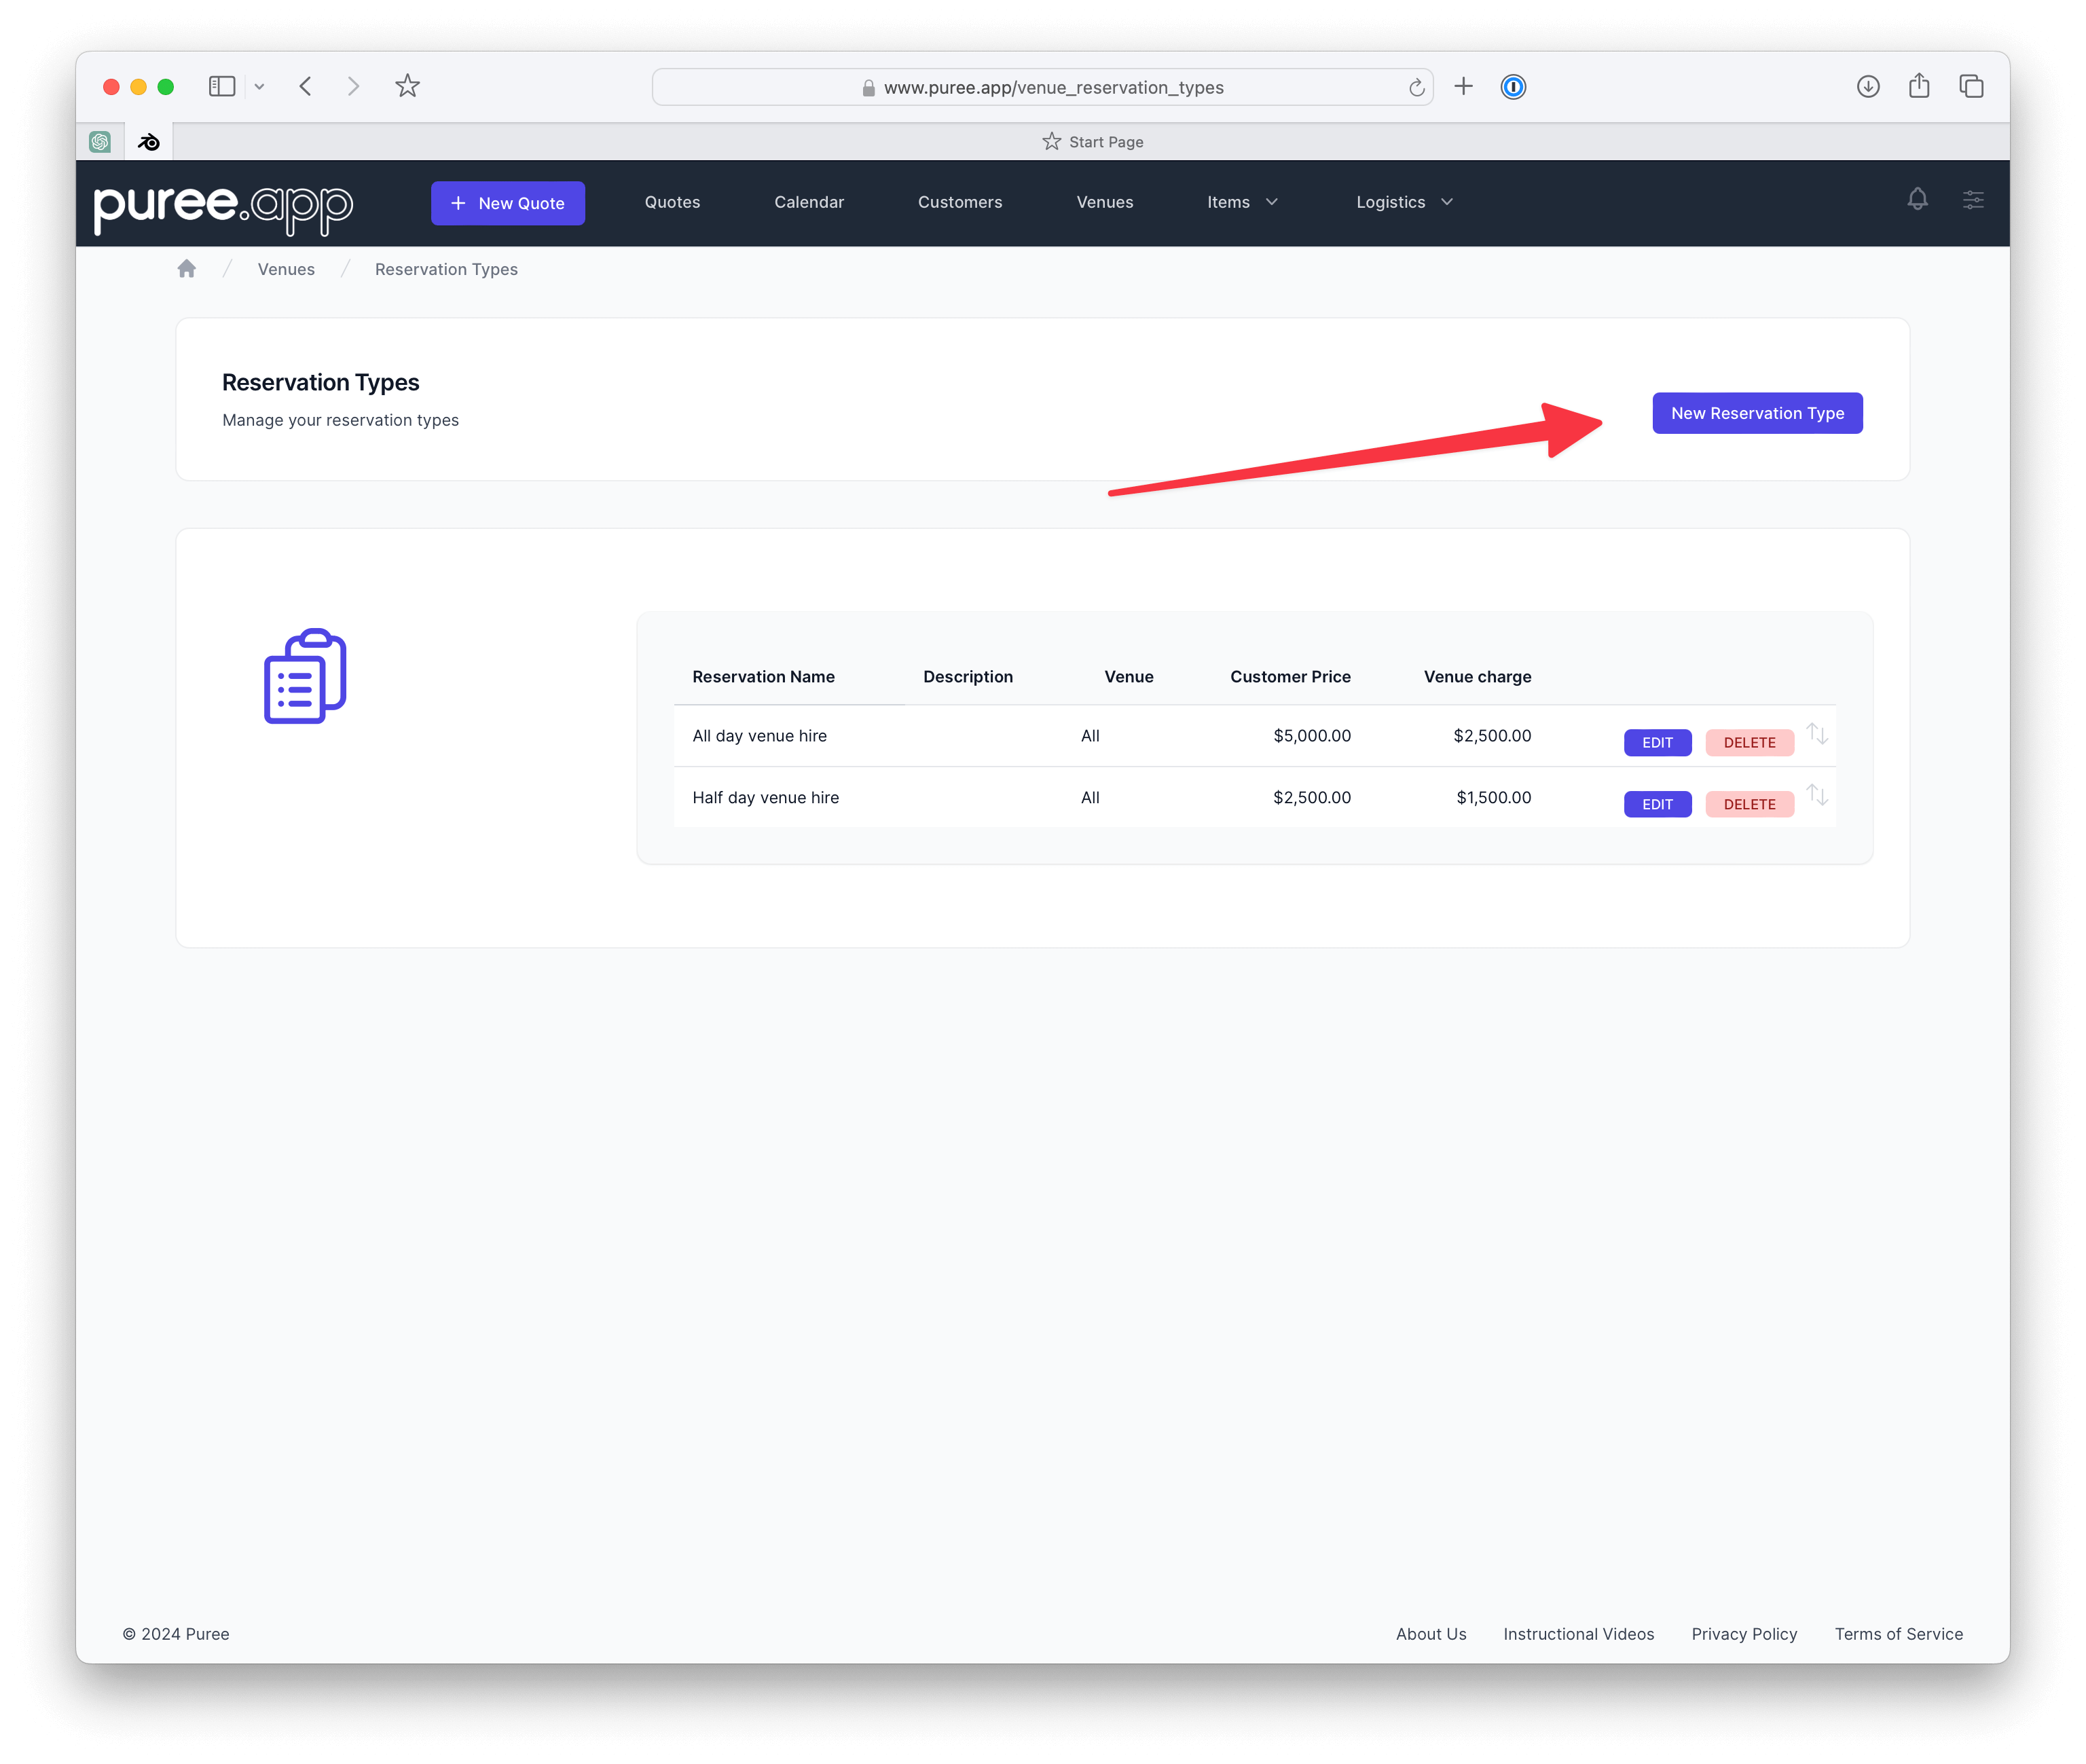 www.puree.app/venue_reservation_types
Start Page
puree.app
+ New Quote Quotes Calendar Customers Venues Items Logistics
/ Venues / Reservation Types
Reservation Types
Manage your reservation types
New Reservation Type
Reservation Name Description Venue Customer Price Venue charge
All day venue hire All $5,000.00 $2,500.00 EDIT DELETE
Half day venue hire All $2,500.00 $1,500.00 EDIT DELETE
© 2024 Puree About Us Instructional Videos Privacy Policy Terms of Service